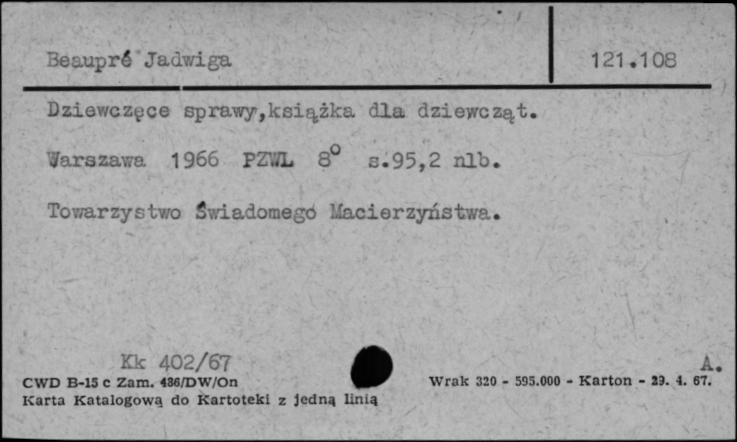 Beaupré Jadwiga 121.108
Dziewczęce sprawy,książka dla dziewcząt.
Warszawa 1966 PZWL 8° s.95,2 nlb.
Towarzystwo Świadomego Macierzyństwa.
Kk 402/67 A.
CWD B-15 c Zam. 486/DW/On Wrak 320 - 595.000 - Karton - 29. 4. 67.
Karta Katalogową do Kartoteki z jedną linią